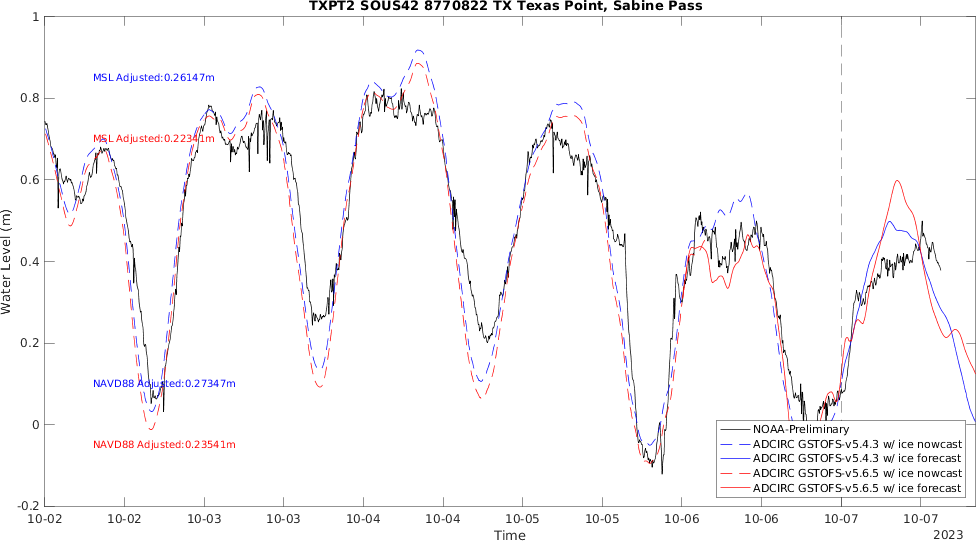 TXPT2 SOUS42 8770822 TX Texas Point, Sabine Pass
1
0.8
0.6
0.4
0.2
0
-0.2
Water Level (m)
MSL Adjusted:0.26147m
MSL Adjusted:0.22341m
NAVD88 Adjusted:0.27347m
NAVD88 Adjusted:0.23541m
NOAA-Preliminary
ADCIRC GSTOFS-v5.4.3 w/ ice nowcast
ADCIRC GSTOFS-v5.4.3 w/ ice forecast
ADCIRC GSTOFS-v5.6.5 w/ ice nowcast
ADCIRC GSTOFS-v5.6.5 w/ ice forecast
10-02 10-02 10-03 10-03 10-04 10-04 10-05 10-05 10-06 10-06 10-07 10-07
2023
Time